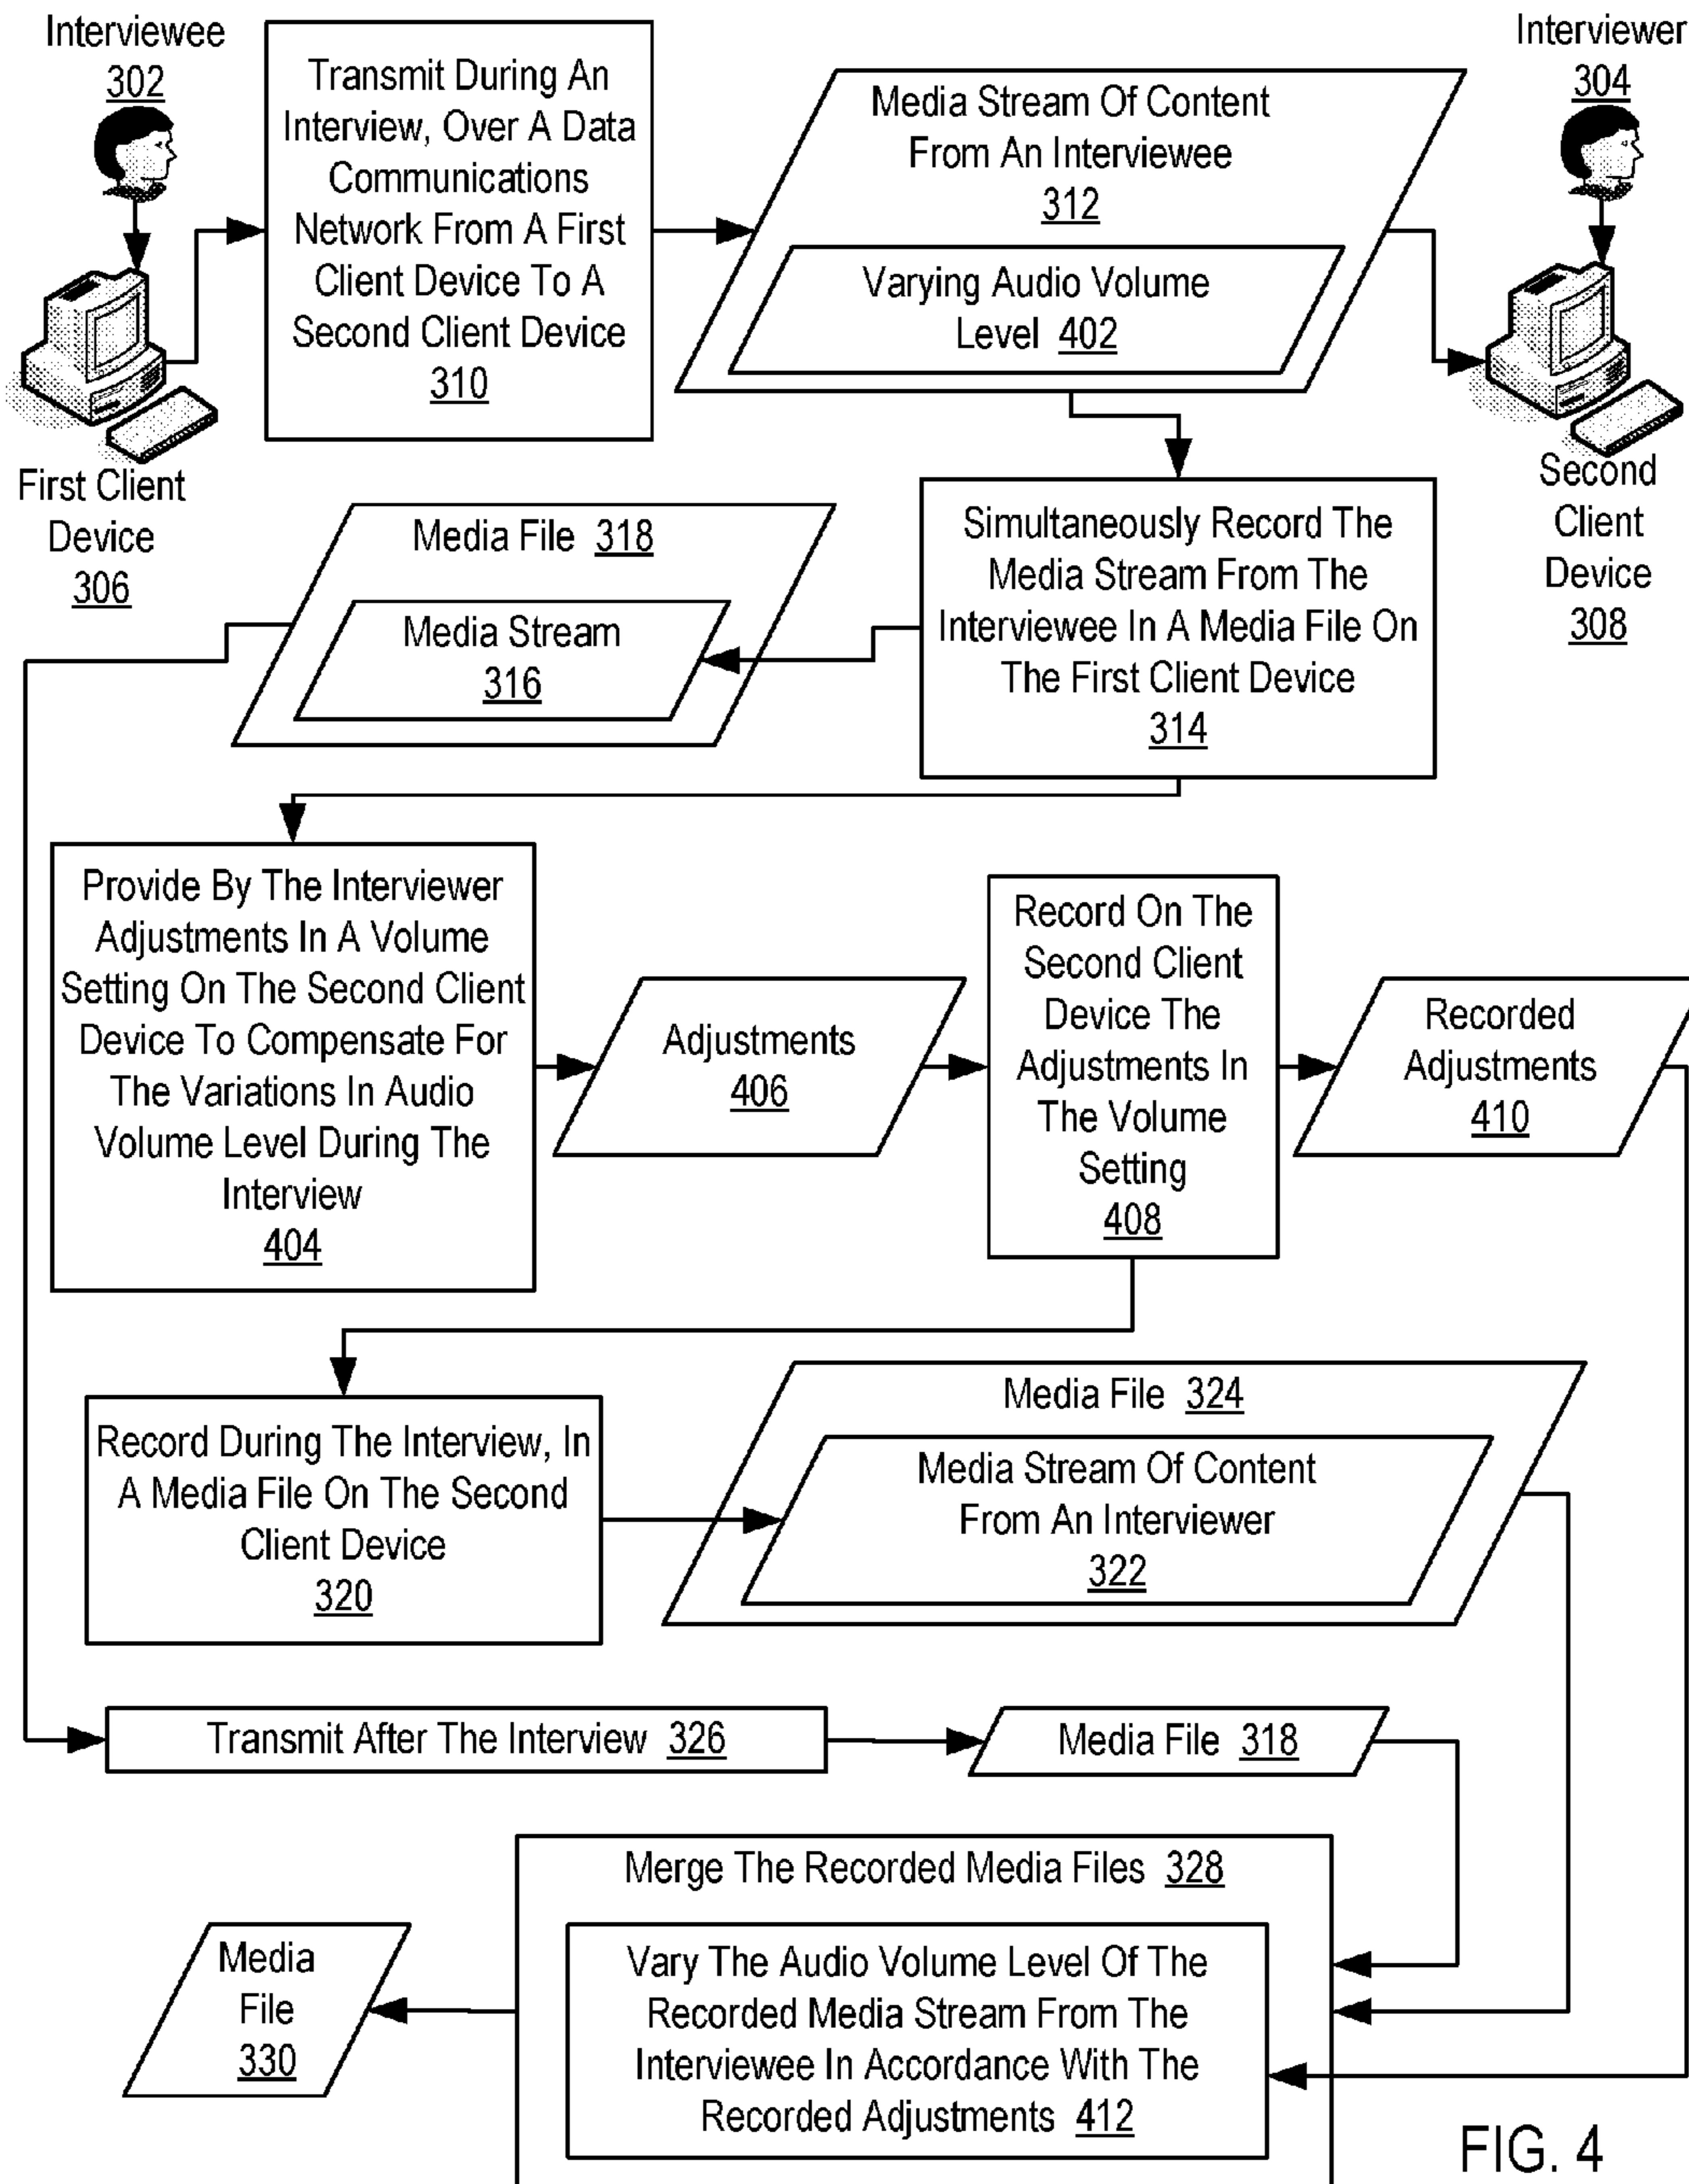 Interviewee
302
Transmit During An
Interview, Over A Data
Communications
Network From A First
Client Device To A
Second Client Device
310
Media Stream Of Content
From An Interviewee
312
Varying Audio Volume
Level 402
Interviewer
304
First Client
Device
306
Second
Client
Device
308
Media File 318
Media Stream
316
Simultaneously Record The
Media Stream From The
Interviewee In A Media File On
The First Client Device
314
Provide By The Interviewer
Adjustments In A Volume
Setting On The Second Client
Device To Compensate For
The Variations In Audio
Volume Level During The
Interview
404
Adjustments
406
Record On The
Second Client
Device The
Adjustments In
The Volume
Setting
408
Recorded
Adjustments
410
Record During The Interview, In
A Media File On The Second
Client Device
320
Media File 324
Media Stream Of Content
From An Interviewer
322
Transmit After The Interview 326
Media File 318
Merge The Recorded Media Files 328
Vary The Audio Volume Level Of The
Recorded Media Stream From The
Interviewee In Accordance With The
Recorded Adjustments 412
Media
File
330
FIG. 4